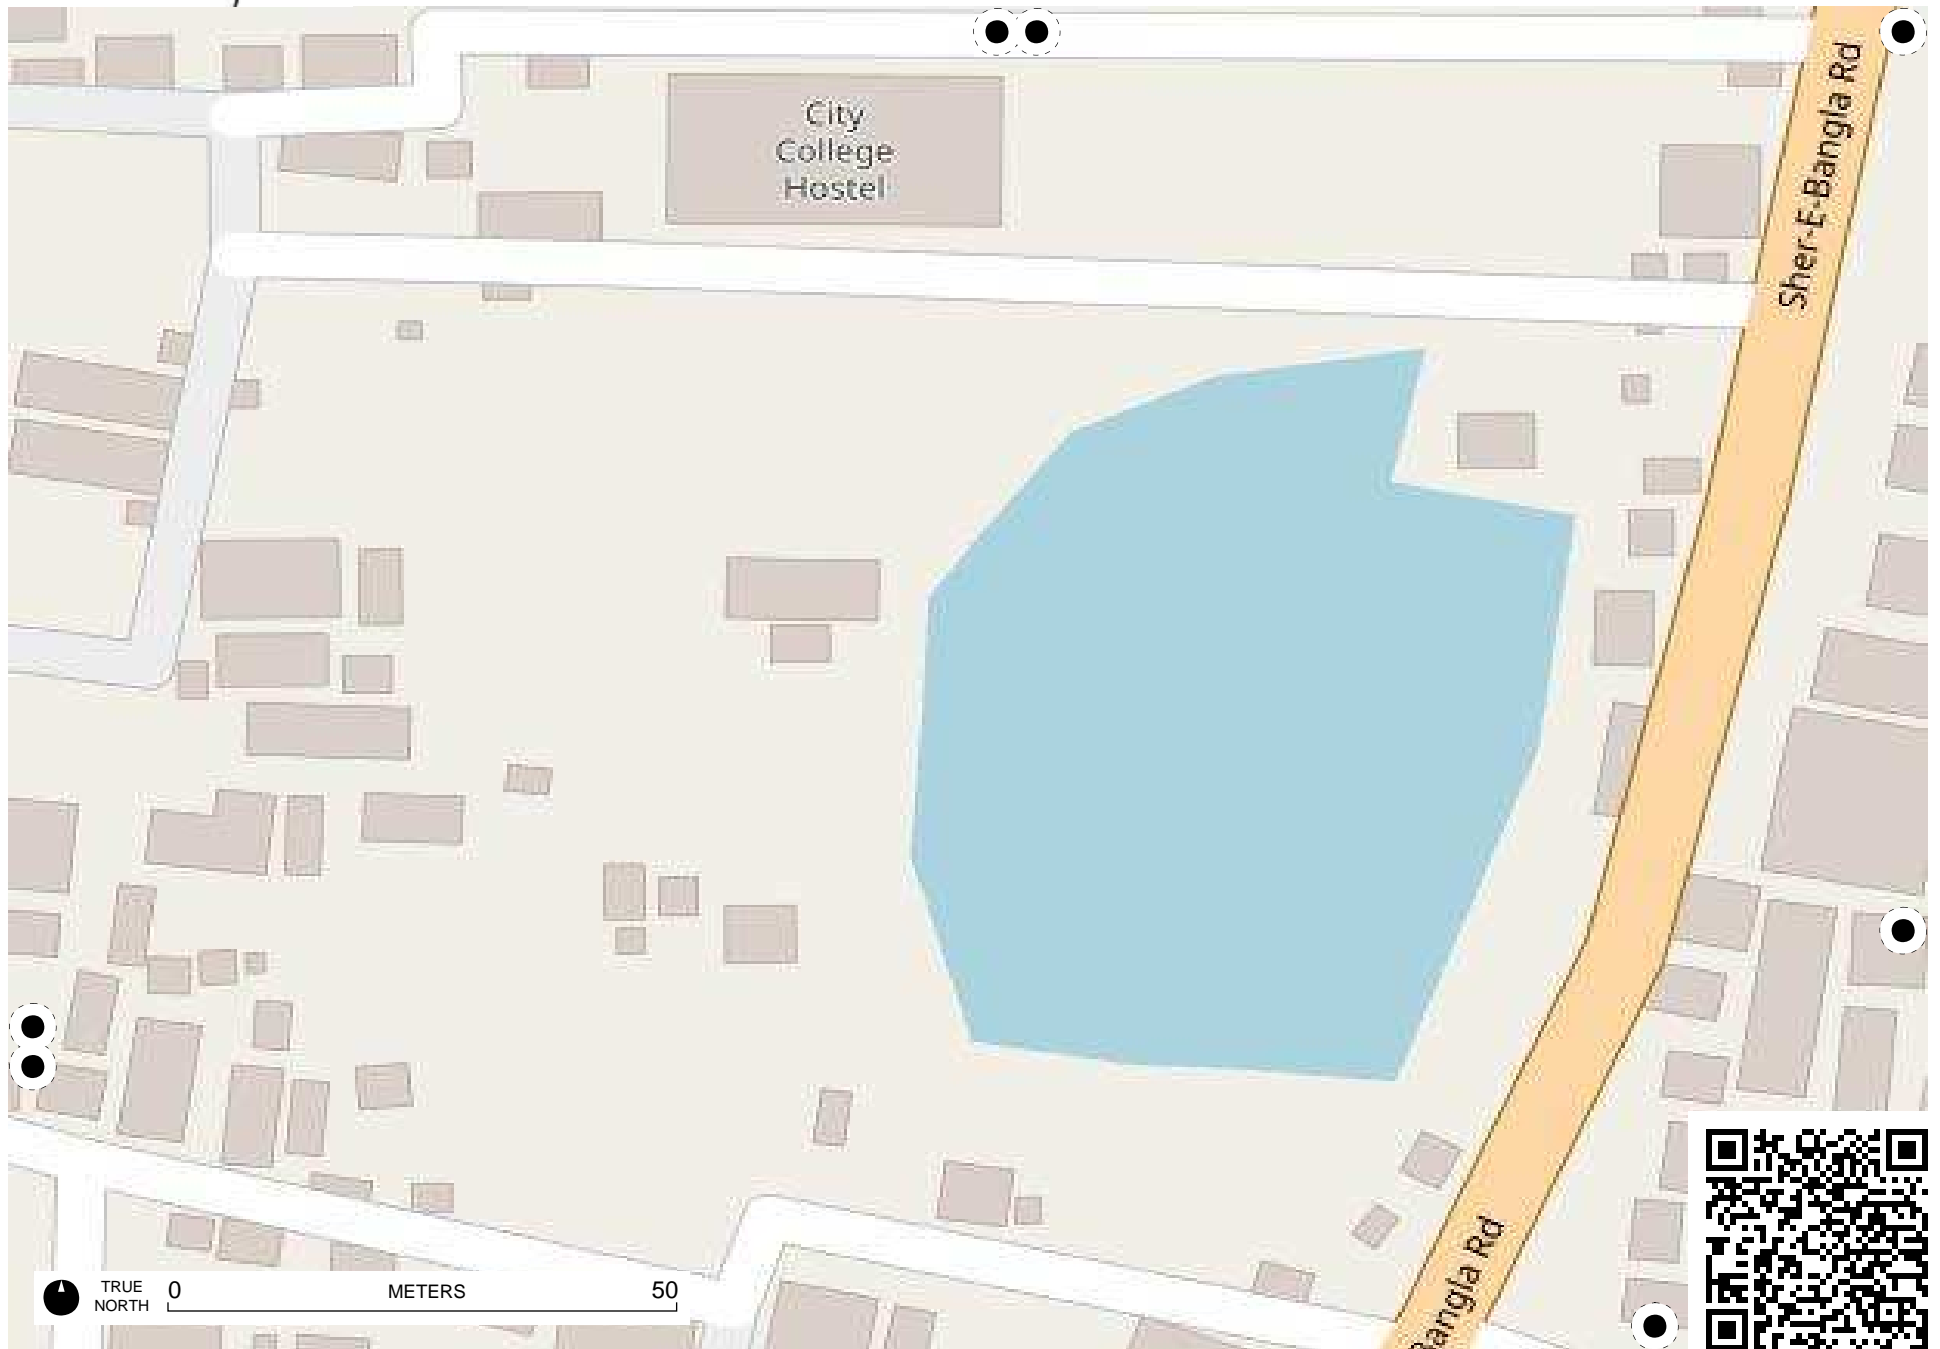 City
College
Hostel
Sher-E-Bangla Rd
Bangla Rd
TRUE
NORTH
0
METERS
50